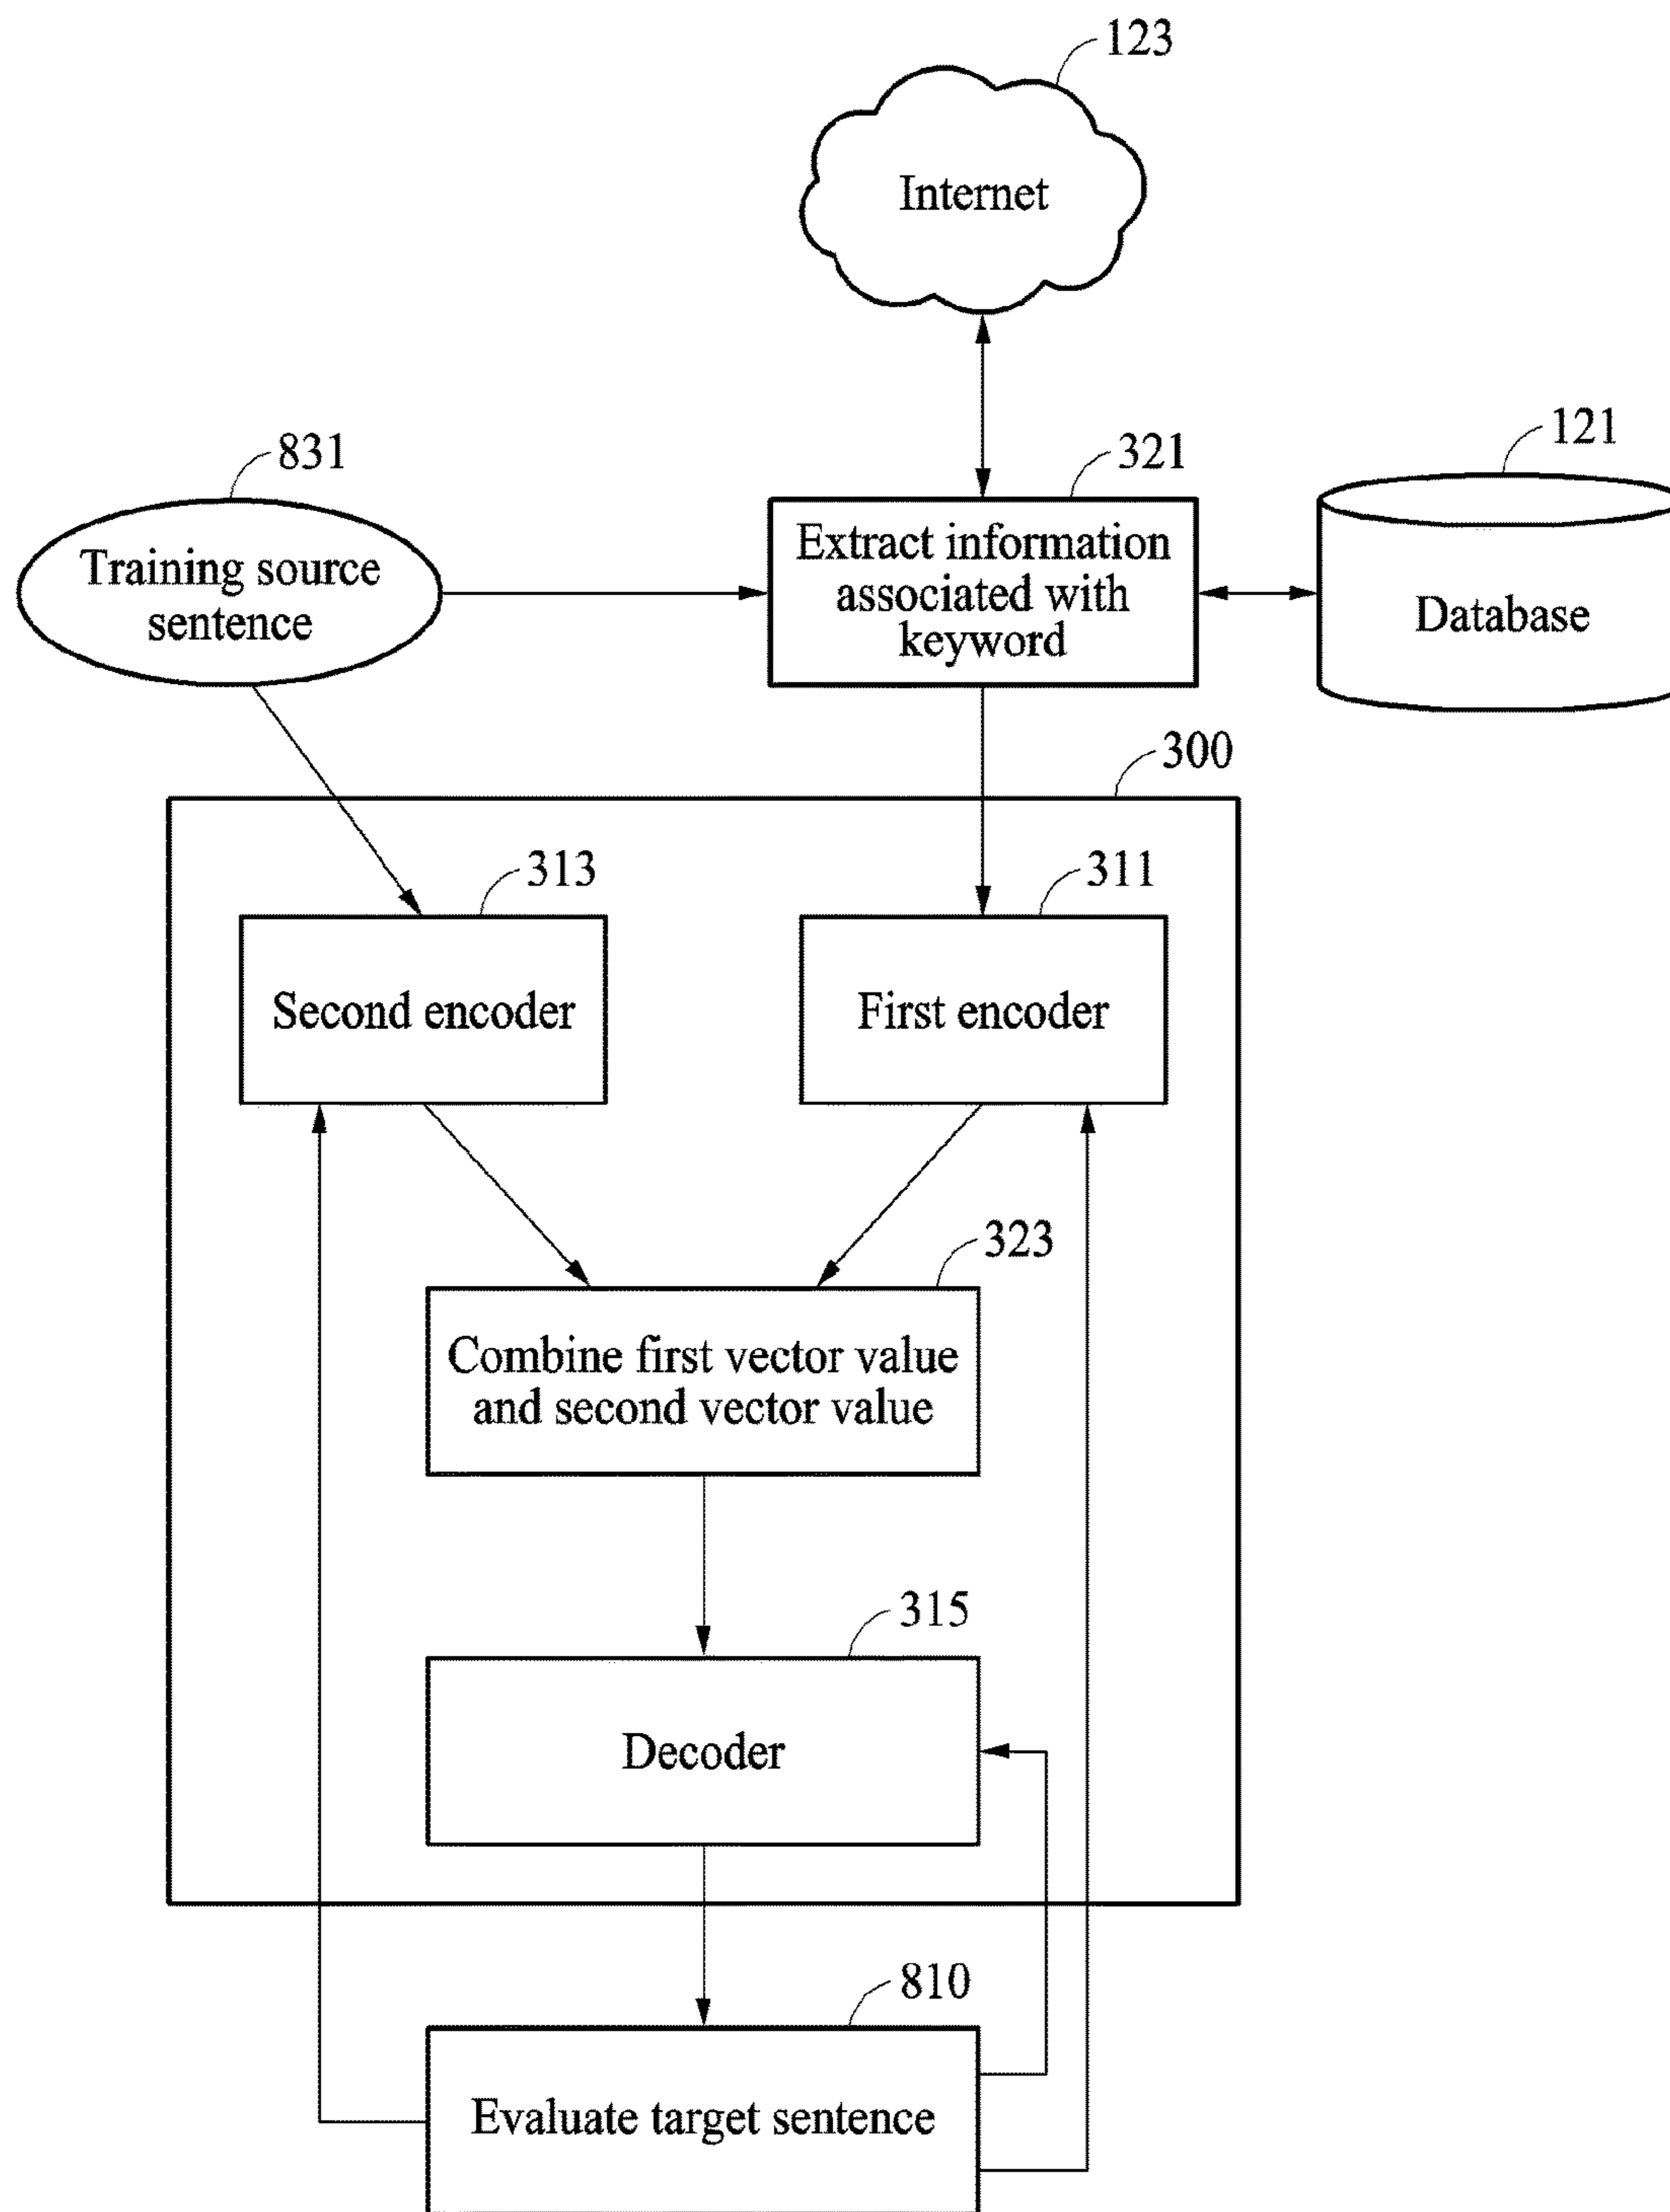 123
Internet
831
321
121
Training source
sentence
Extract information
associated with
keyword
Database
300
313
311
Second encoder
First encoder
323
Combine first vector value
and second vector value
315
Decoder
810
Evaluate target sentence